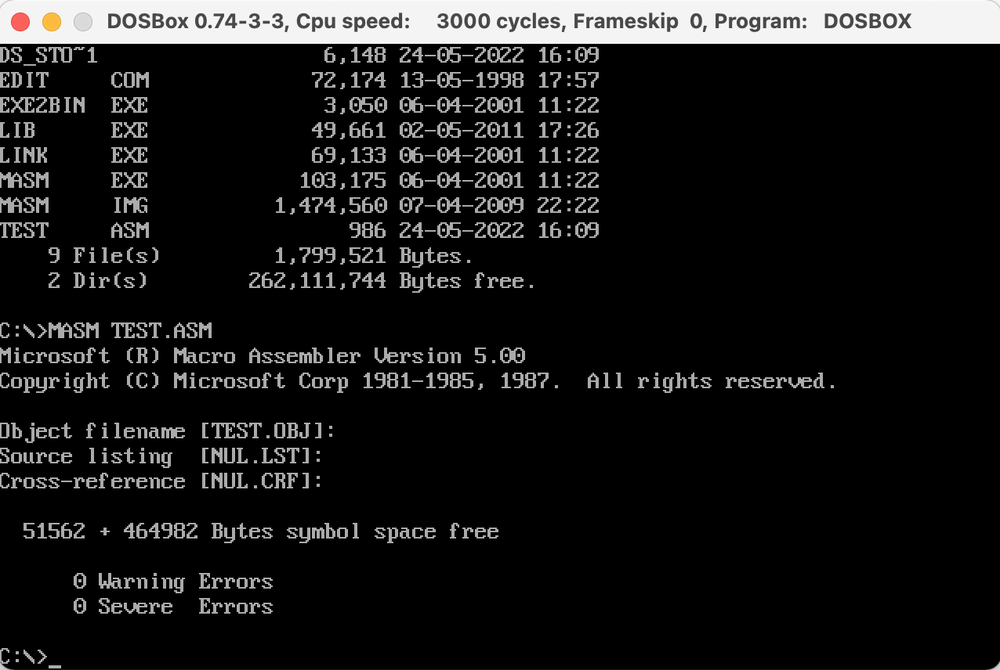 DOSBox 0.74-3-3, Cpu speed:    3000 cycles, Frameskip  0, Program:   DOSBOX
DS_STO~1                  6,148 24-05-2022 16:09
EDIT     COM             72,174 13-05-1998 17:57
EXE2BIN  EXE              3,050 06-04-2001 11:22
LIB      EXE             49,661 02-05-2011 17:26
LINK     EXE             69,133 06-04-2001 11:22
MASM     EXE            103,175 06-04-2001 11:22
MASM     IMG          1,474,560 07-04-2009 22:22
TEST     ASM                986 24-05-2022 16:09
    9 File(s)         1,799,521 Bytes.
    2 Dir(s)        262,111,744 Bytes free.
C:\>MASM TEST.ASM
Microsoft (R) Macro Assembler Version 5.00
Copyright (C) Microsoft Corp 1981-1985, 1987.  All rights reserved.
Object filename [TEST.OBJ]:
Source listing  [NUL.LST]:
Cross-reference [NUL.CRF]:
  51562 + 464982 Bytes symbol space free
      0 Warning Errors
      0 Severe  Errors
C:\>_